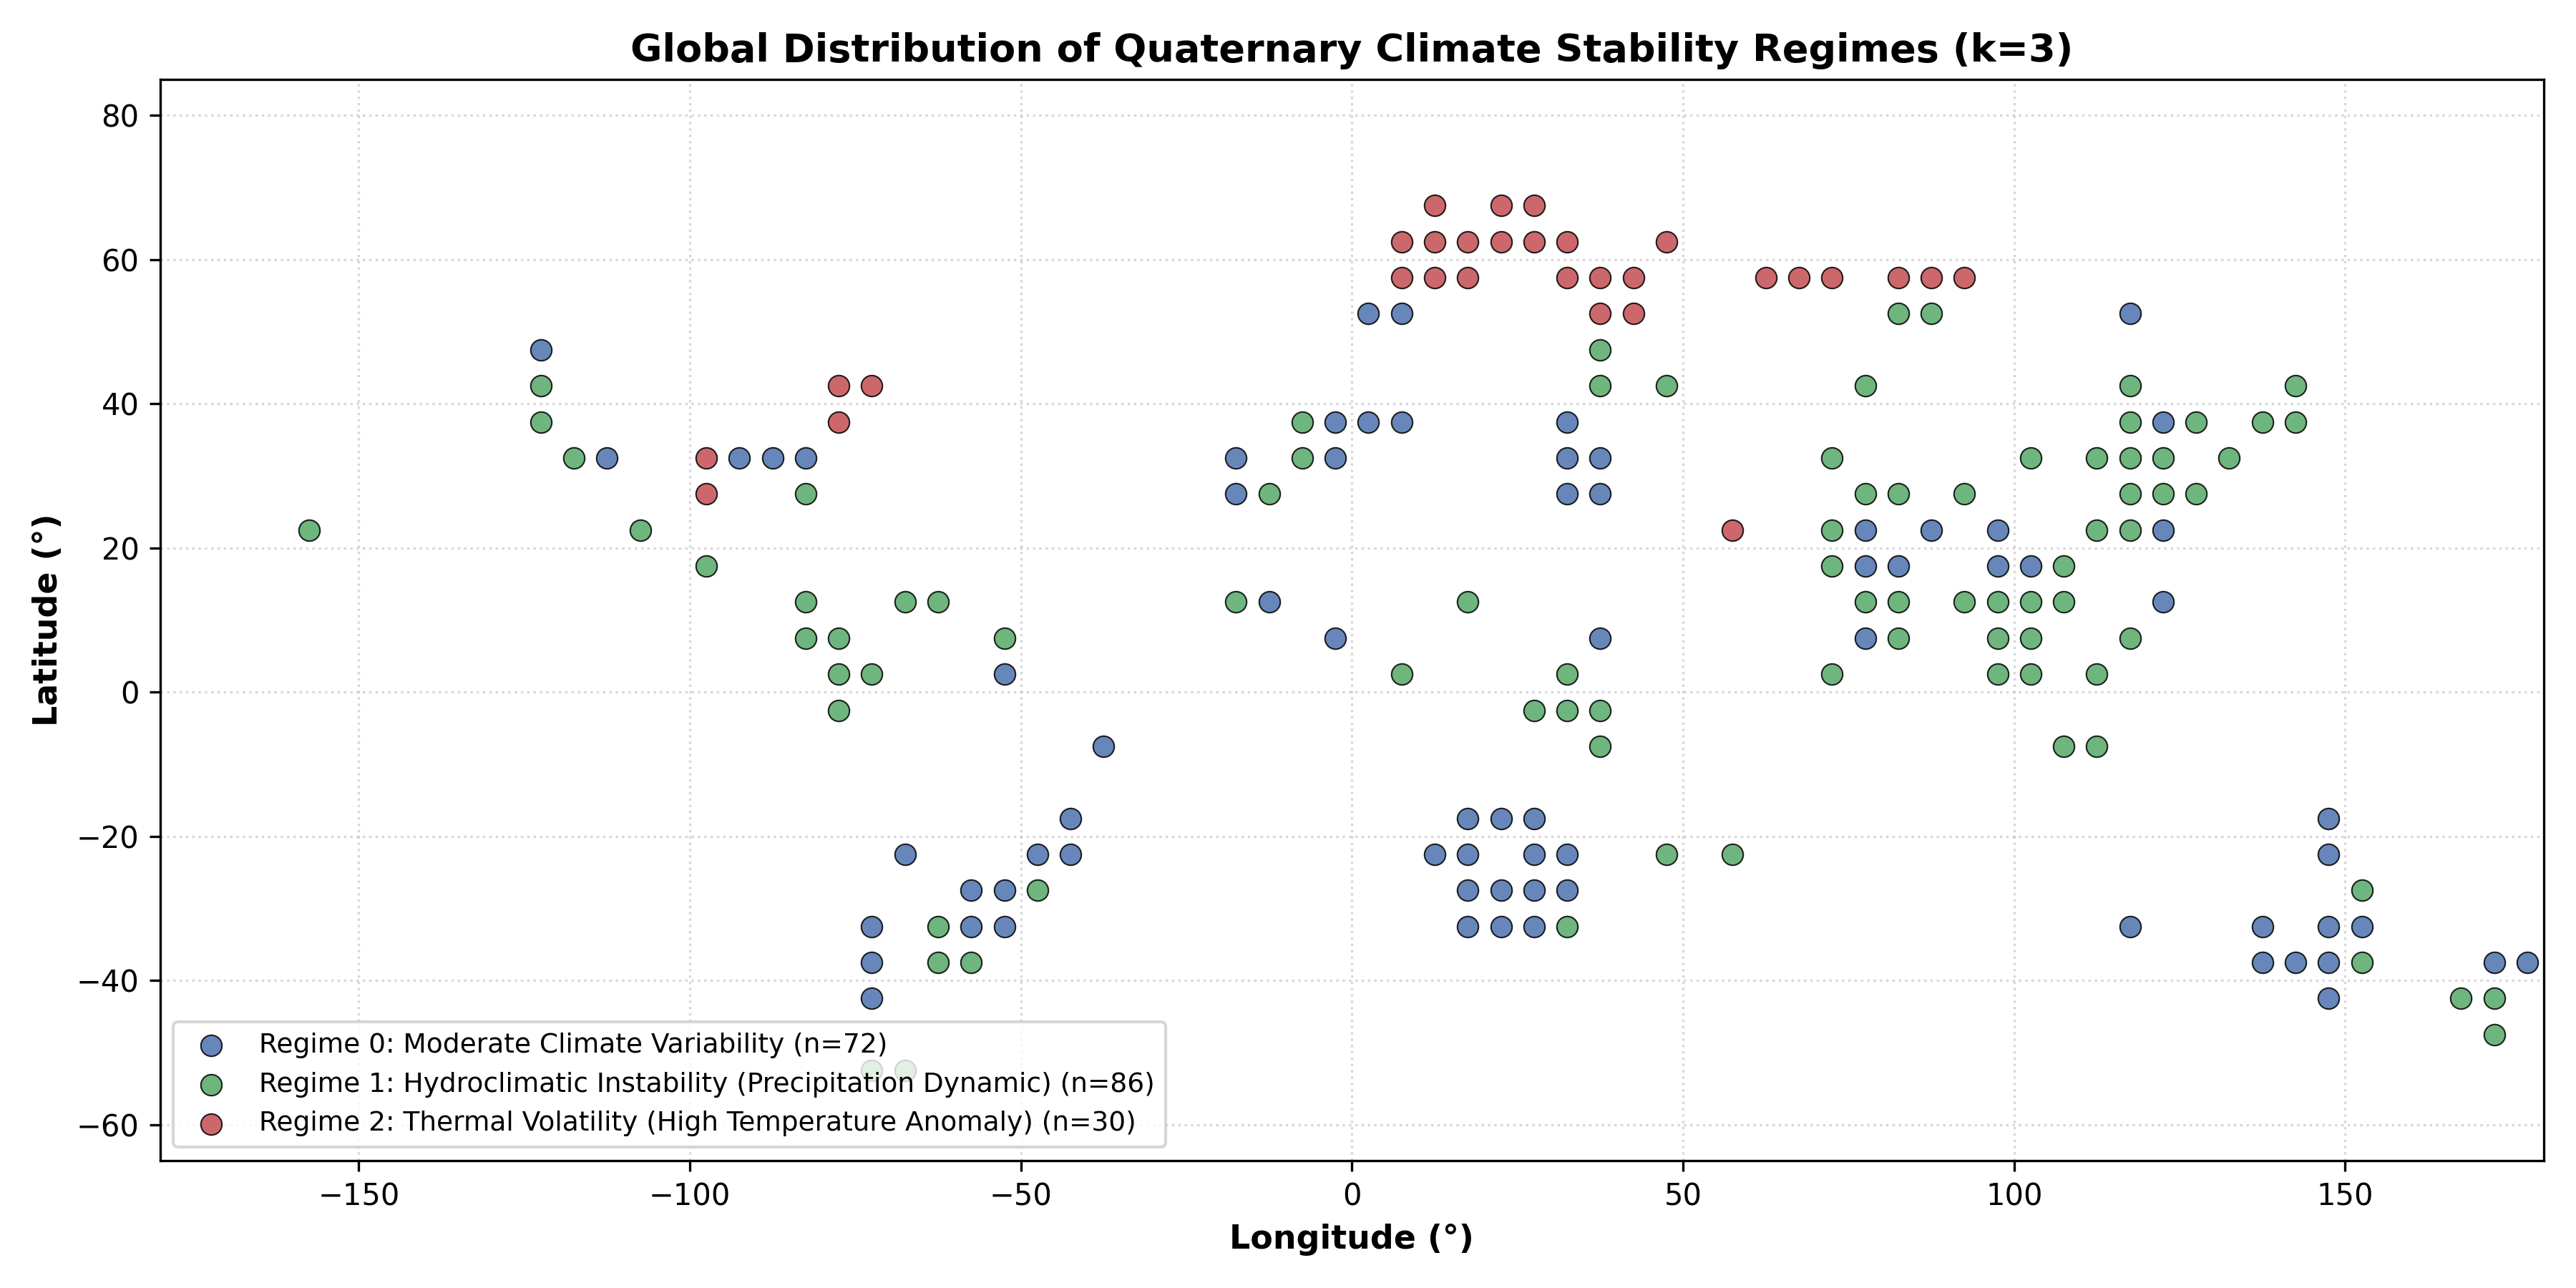 Global Distribution of Quaternary Climate Stability Regimes (k=3)
80
60
40
20
0
−20
−40
−60
Latitude (°)
Regime 0: Moderate Climate Variability (n=72)
Regime 1: Hydroclimatic Instability (Precipitation Dynamic) (n=86)
Regime 2: Thermal Volatility (High Temperature Anomaly) (n=30)
−150 −100 −50 0 50 100 150
Longitude (°)